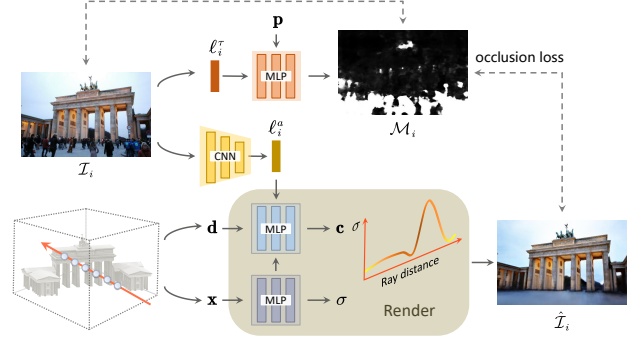 p
ℓ_i^τ
MLP
occlusion loss
ℳ_i
ℐ_i
CNN
ℓ_i^a
d
MLP
c
σ
Ray distance
x
MLP
σ
Render
ℐ̂_i